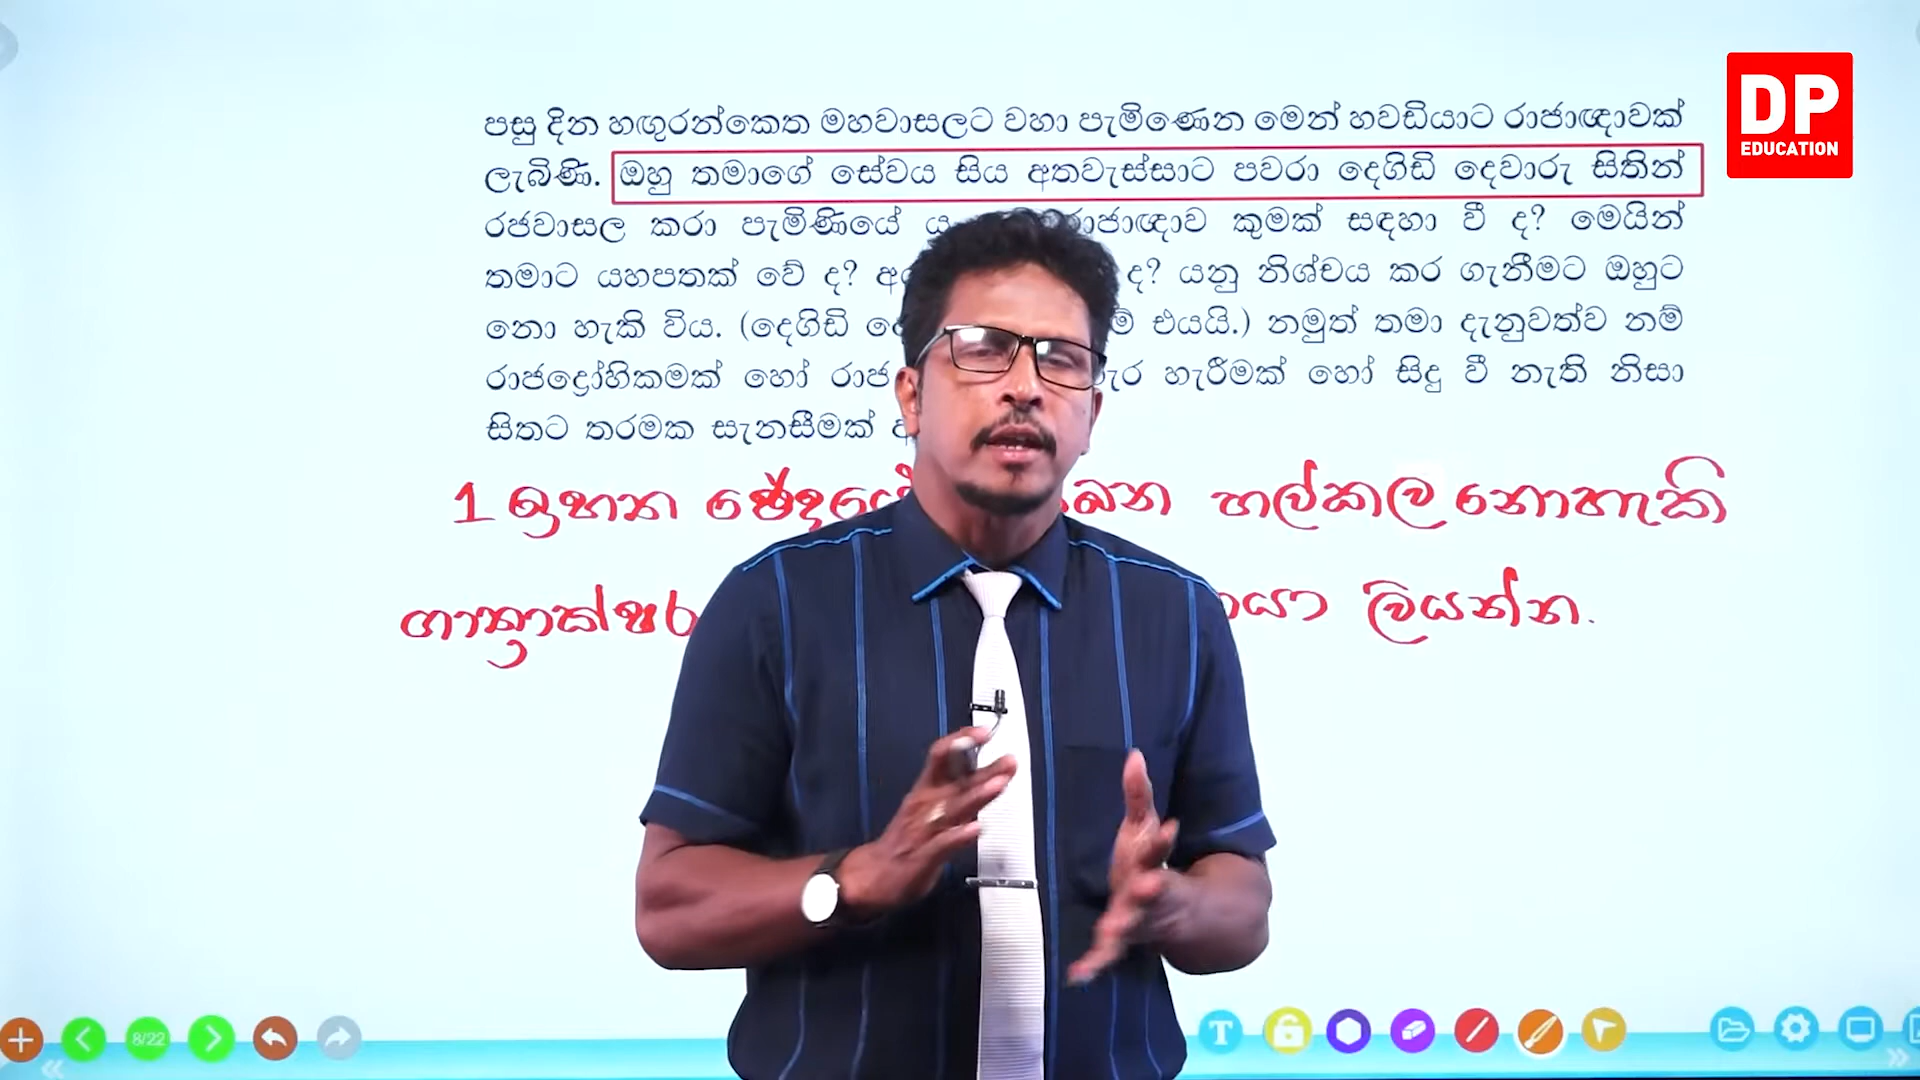 පසු දින හඟුරන්කෙත මහවාසලට වහා පැමිණෙන මෙන් හවඩියාට රාජාඥාවක්
ලැබිණි. ඔහු තමාගේ සේවය සිය අතවැස්සාට පවරා දෙගිඩි දෙවාරු සිතින්
රජවාසල කරා පැමිණියේ ය. රාජාඥාව කුමක් සඳහා වී ද? මෙයින්
තමාට යහපතක් වේ ද? ද? යනු නිශ්චය කර ගැනීමට ඔහුට
නො හැකි විය. (දෙගිඩි එයයි.) නමුත් තමා දැනුවත්ව නම්
රාජද්‍රෝහිකමක් හෝ රාජ හැරීමක් හෝ සිදු වී නැති නිසා
සිතට තරමක සැනසීමක්
1 ඉහත හල්කල නොහැකි
ගාත්‍රාක්ෂර ලියන්න.
DP
EDUCATION
8/22
T